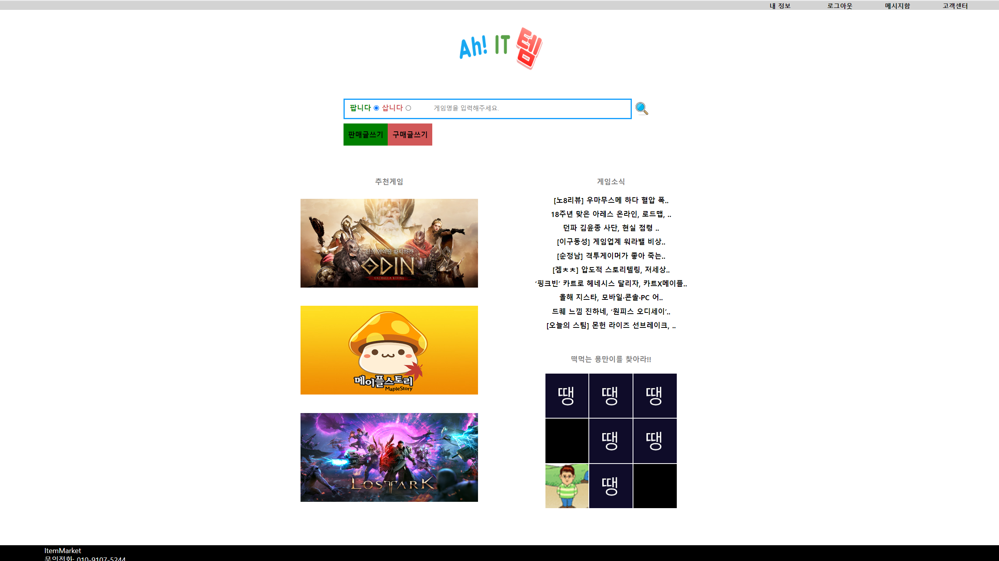 내 정보 로그아웃 메시지함 고객센터
Ah! IT 템
팝니다 삽니다 게임명을 입력해주세요.
판매글쓰기 구매글쓰기
추천게임
신의 영역을 차지하라
ODIN
VALHALLA RISING
메이플스토리
MapleStory
LOST ARK
게임소식
[노8리뷰] 우마무스메 하다 혈압 폭..
18주년 맞은 아레스 온라인, 로드맵, ..
던파 김윤종 사단, 현실 점령 ..
[이구동성] 게임업계 워라밸 비상..
[순정남] 격투게이머가 좋아 죽는..
[겜ㅊㅊ] 압도적 스토리텔링, 저세상..
‘핑크빈’ 카트로 헤네시스 달리자, 카트X메이플..
올해 지스타, 모바일·콘솔·PC 어..
드퀘 느낌 진하네, ‘원피스 오디세이’..
[오늘의 스팀] 몬헌 라이즈 선브레이크, ..
떡먹는 용만이를 찾아라!!
땡 땡 땡
땡 땡
땡
ItemMarket
문의전화: 010-9107-5244